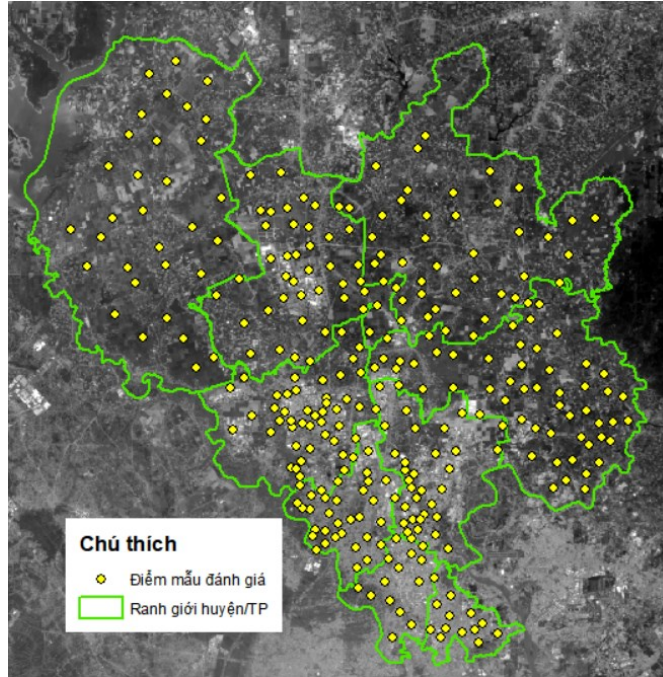 Chú thích
Điểm mẫu đánh giá
Ranh giới huyện/TP